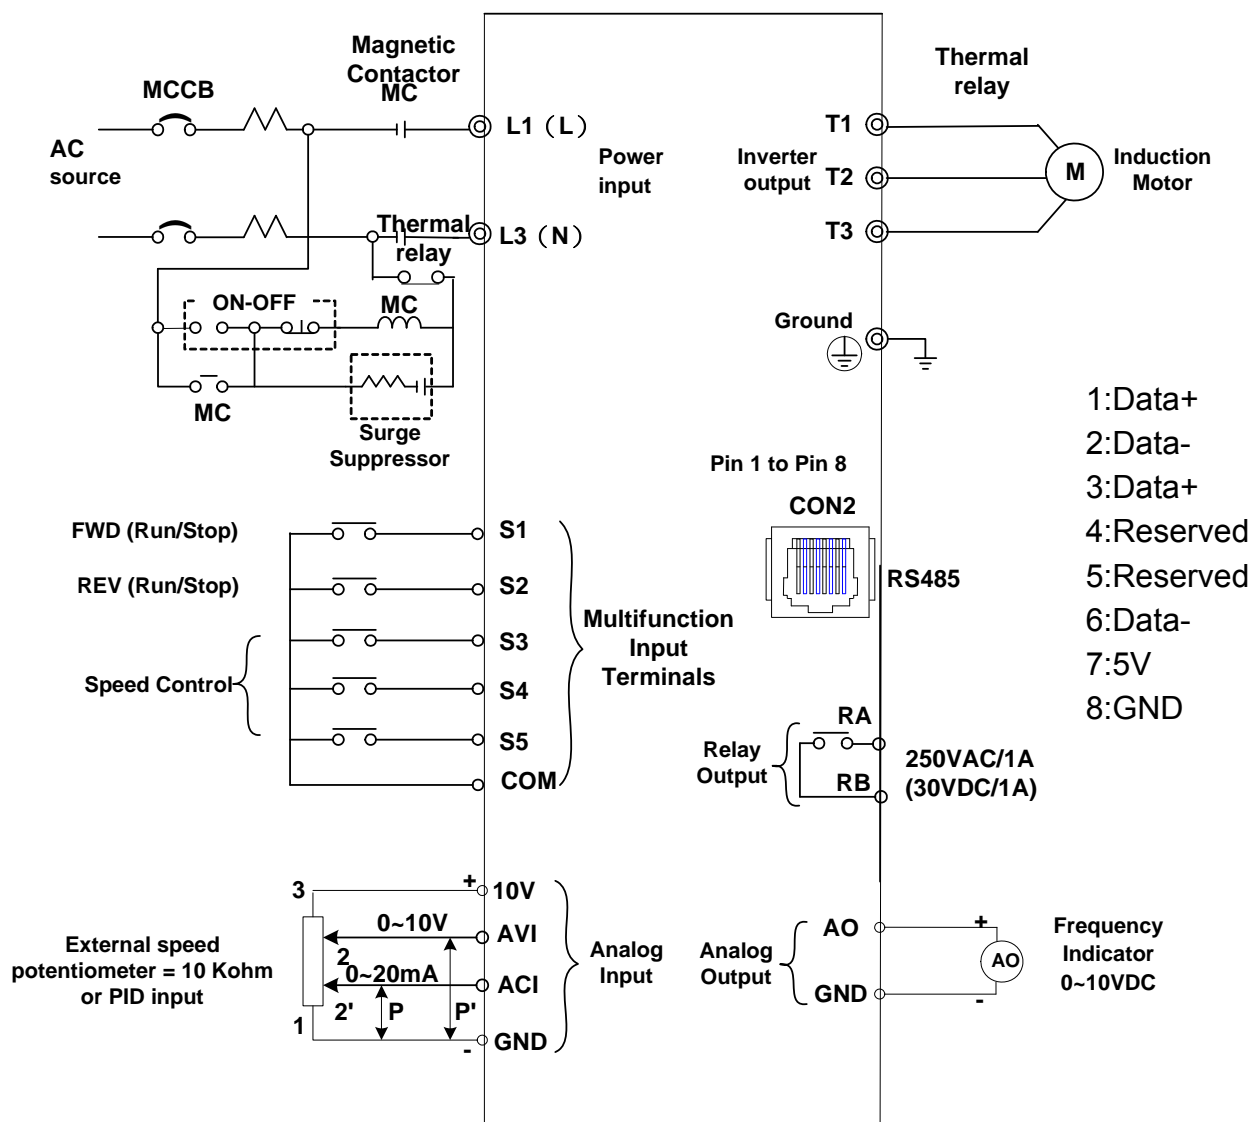 Magnetic
Contactor
MC
MCCB
AC
source
L1 (L)
Power
input
L3 (N)
Thermal
relay
ON-OFF
MC
MC
Surge
Suppressor
Thermal
relay
T1
Inverter
output
T2
T3
M
Induction
Motor
Ground
Pin 1 to Pin 8
CON2
RS485
1:Data+
2:Data-
3:Data+
4:Reserved
5:Reserved
6:Data-
7:5V
8:GND
FWD (Run/Stop)
S1
REV (Run/Stop)
S2
S3
Speed Control
S4
S5
COM
Multifunction
Input
Terminals
Relay
Output
RA
RB
250VAC/1A
(30VDC/1A)
3
+
10V
0~10V
AVI
2
0~20mA
ACI
2'
P
P'
1
-
GND
External speed
potentiometer = 10 Kohm
or PID input
Analog
Input
Analog
Output
AO
GND
+
AO
-
Frequency
Indicator
0~10VDC